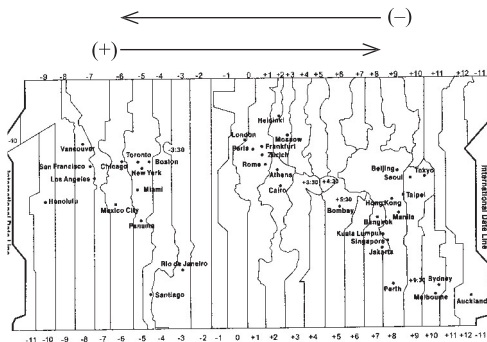 (–)
(+)
-9 -8 -7 -6 -5 -4 -3 -2 -1 0 +1 +2 +3 +4 +5 +6 +7 +8 +9 +10 +11 +12 -11
-10
Helsinki
London
Moscow
Vancouver
Toronto
-3:30
Paris
Frankfurt
San Francisco
Chicago
Boston
Zürich
Beijing
Tokyo
Los Angeles
New York
Rome
Athens
+3:30
+4:30
Seoul
Miami
Cairo
+5:30
Taipei
Honolulu
Mexico City
Bombay
Hong Kong
Manila
Panama
Bangkok
Kuala Lumpur
Singapore
Rio de Janeiro
Jakarta
+9:30
Sydney
Perth
Santiago
Melbourne
Auckland
International Date Line
International Date Line
-11 -10 -9 -8 -7 -6 -5 -4 -3 -2 -1 0 +1 +2 +3 +4 +5 +6 +7 +8 +9 +10 +11 +12 -11